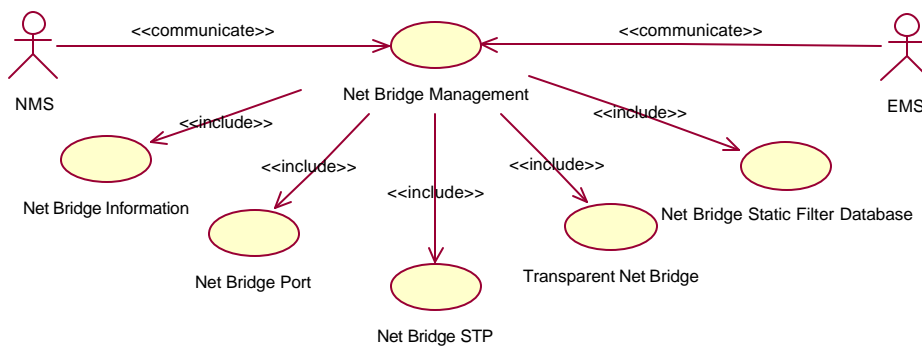 <<communicate>>
<<communicate>>
NMS
Net Bridge Management
EMS
<<include>>
<<include>>
<<include>>
<<include>>
<<include>>
Net Bridge Information
Net Bridge Static Filter Database
Net Bridge Port
Transparent Net Bridge
Net Bridge STP